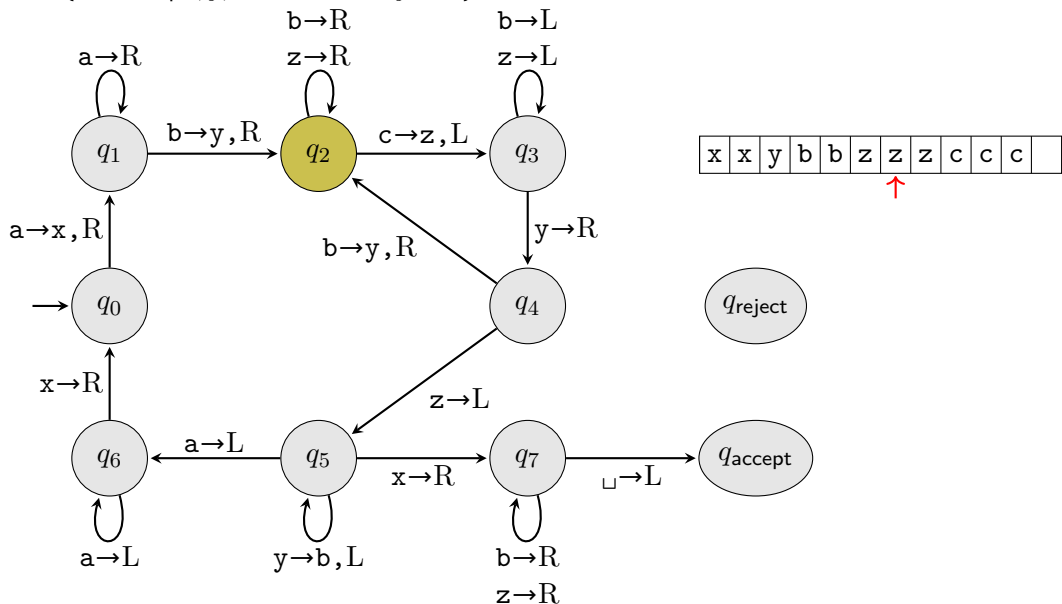 b→R
z→R
b→L
z→L
a→R
q1
b→y,R
q2
c→z,L
q3
x x y b b z z z c c c
↑
a→x,R
b→y,R
y→R
q0
q4
qreject
x→R
z→L
q6
a→L
q5
x→R
q7
␣→L
qaccept
a→L
y→b,L
b→R
z→R